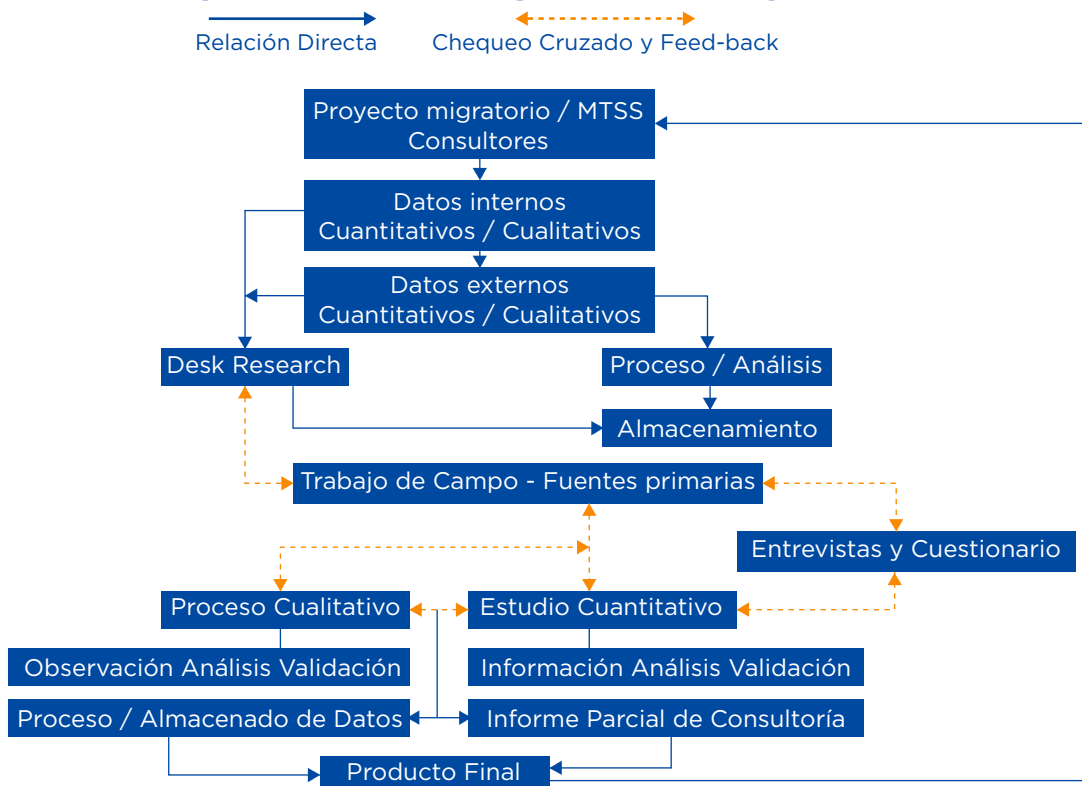 Relación Directa
Chequeo Cruzado y Feed-back
Proyecto migratorio / MTSS
Consultores
Datos internos
Cuantitativos / Cualitativos
Datos externos
Cuantitativos / Cualitativos
Desk Research
Proceso / Análisis
Almacenamiento
Trabajo de Campo - Fuentes primarias
Entrevistas y Cuestionario
Proceso Cualitativo
Estudio Cuantitativo
Observación Análisis Validación
Información Análisis Validación
Proceso / Almacenado de Datos
Informe Parcial de Consultoría
Producto Final